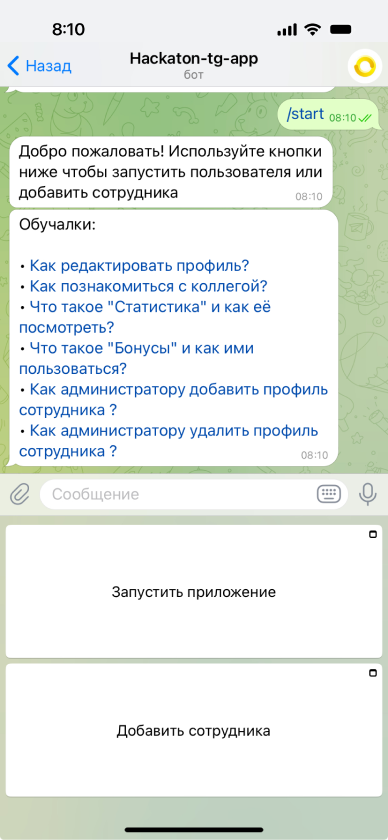 8:10
Назад
Hackaton-tg-app
бот
/start 08:10
Добро пожаловать! Используйте кнопки
ниже чтобы запустить пользователя или
добавить сотрудника 08:10
Обучалки:
• Как редактировать профиль?
• Как познакомиться с коллегой?
• Что такое "Статистика" и как её
посмотреть?
• Что такое "Бонусы" и как ими
пользоваться?
• Как администратору добавить профиль
сотрудника ?
• Как администратору удалить профиль
сотрудника ? 08:10
Сообщение
Запустить приложение
Добавить сотрудника